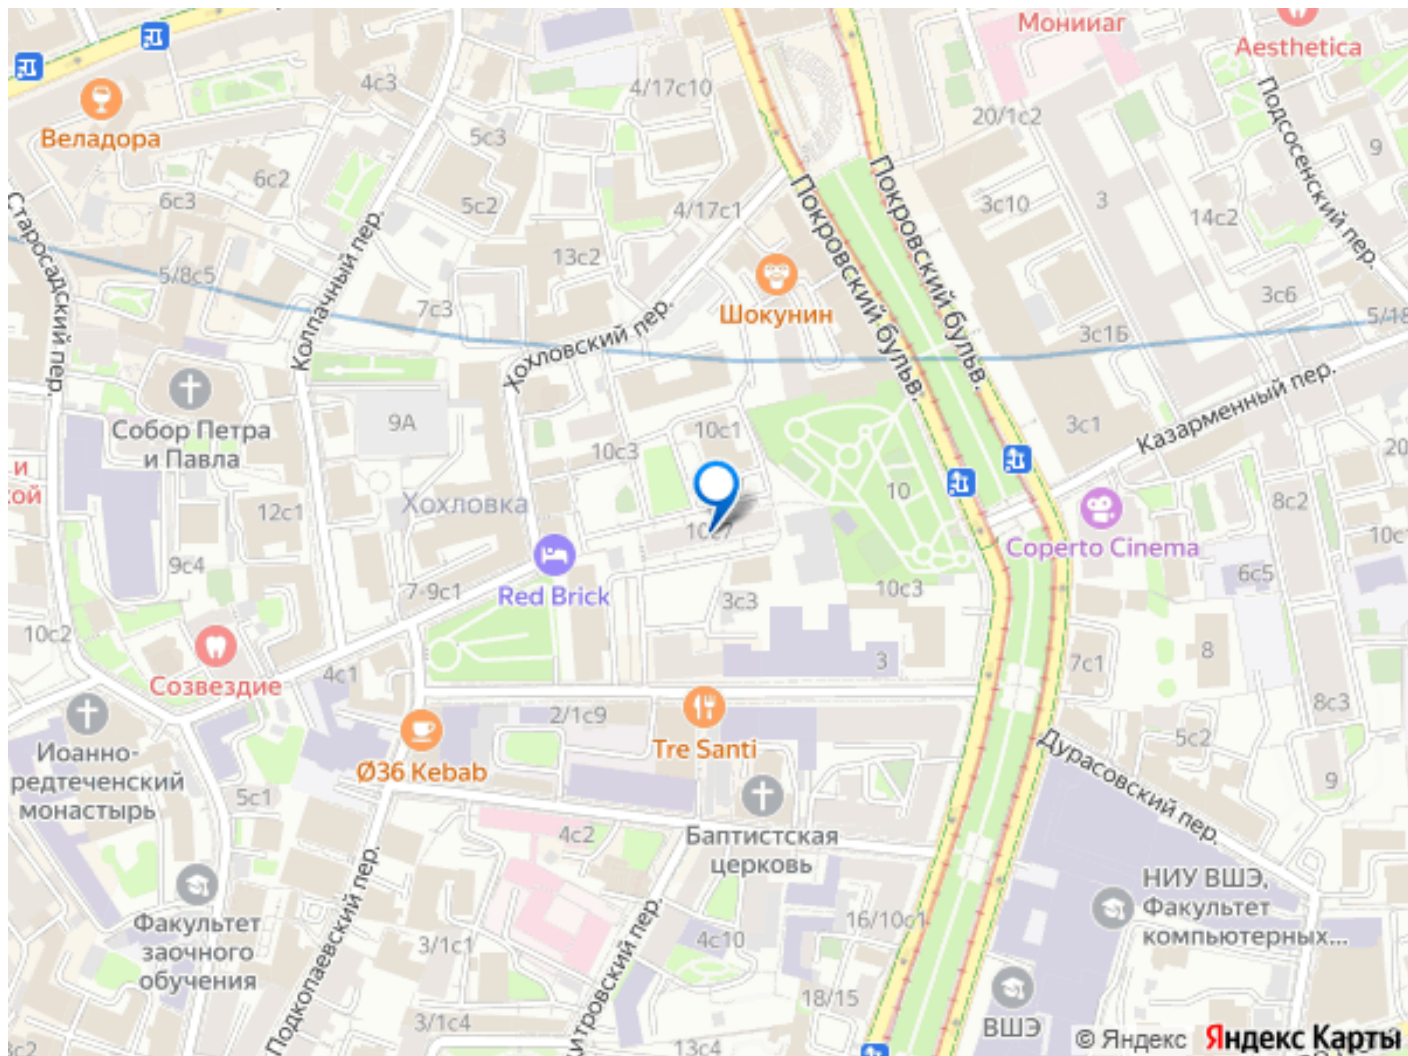 Мониаг
Aesthetica
4с3
4/17с10
20/1с2
Веладора
5с3
Подсосенский пер.
9
6с2
6с3
5с2
4/17с1
Покровский бульв.
Покровский бульв.
3с10
3
14с2
Старосадский пер.
Колпачный пер.
13с2
5/8с5
7с3
Шокунин
3с6
5/18
Хохловский пер.
3с1Б
Казарменный пер.
Собор Петра
и Павла
9А
10с3
10с1
3с1
20
и
кой
Хохловка
12с1
10
8с2
Coperto Cinema
10с1
9с4
Red Brick
7-9с1
3с3
10с3
6с5
10с2
Созвездие
4с1
3
7с1
8
8с3
Иоанно-
редтеченский
монастырь
2/1с9
Tre Santi
Ø36 Kebab
5с2
Дурасовский пер.
9
5с1
4с2
Баптистская
церковь
НИУ ВШЭ,
Факультет
компьютерных...
Факультет
заочного
обучения
Подкопаевский пер.
3/1с1
4с10
16/10с1
18/15
ВШЭ
3/1с4
итровский пер.
13с4
© Яндекс Яндекс Карты